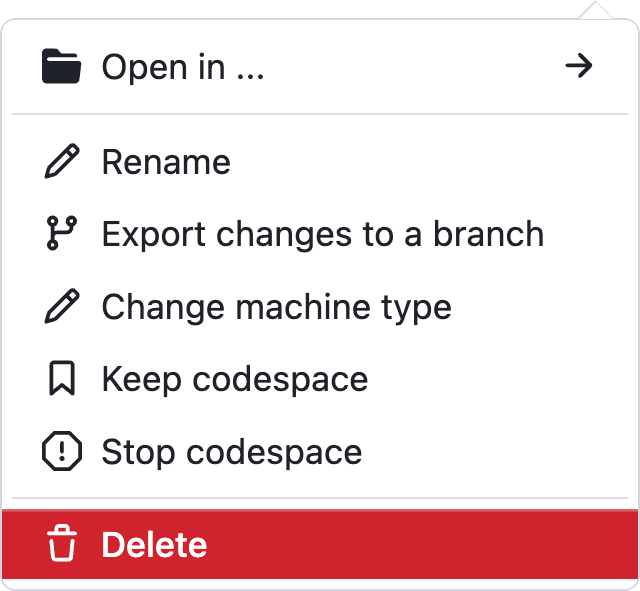 Open in ...
Rename
Export changes to a branch
Change machine type
Keep codespace
Stop codespace
Delete